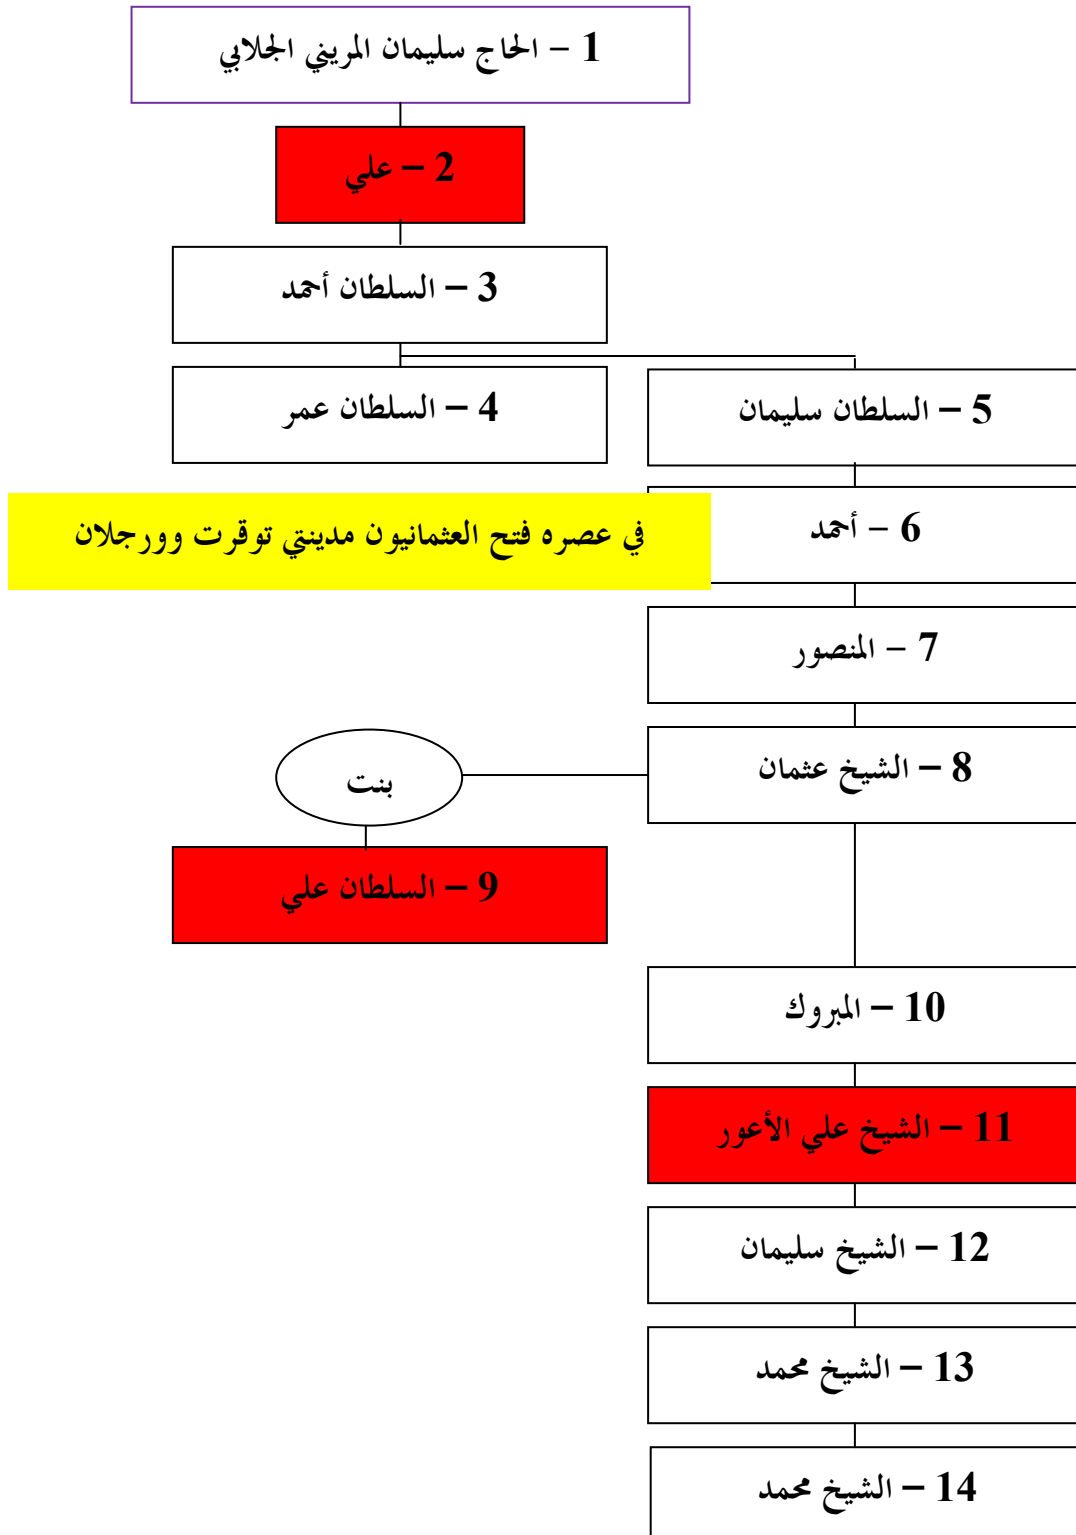 1 – الحاج سليمان المريني الجلابي
2 – علي
3 – السلطان أحمد
4 – السلطان عمر
5 – السلطان سليمان
6 – أحمد
في عصره فتح العثمانيون مدينتي توقرت وورجلان
7 – المنصور
8 – الشيخ عثمان
بنت
9 – السلطان علي
10 – المبروك
11 – الشيخ علي الأعور
12 – الشيخ سليمان
13 – الشيخ محمد
14 – الشيخ محمد